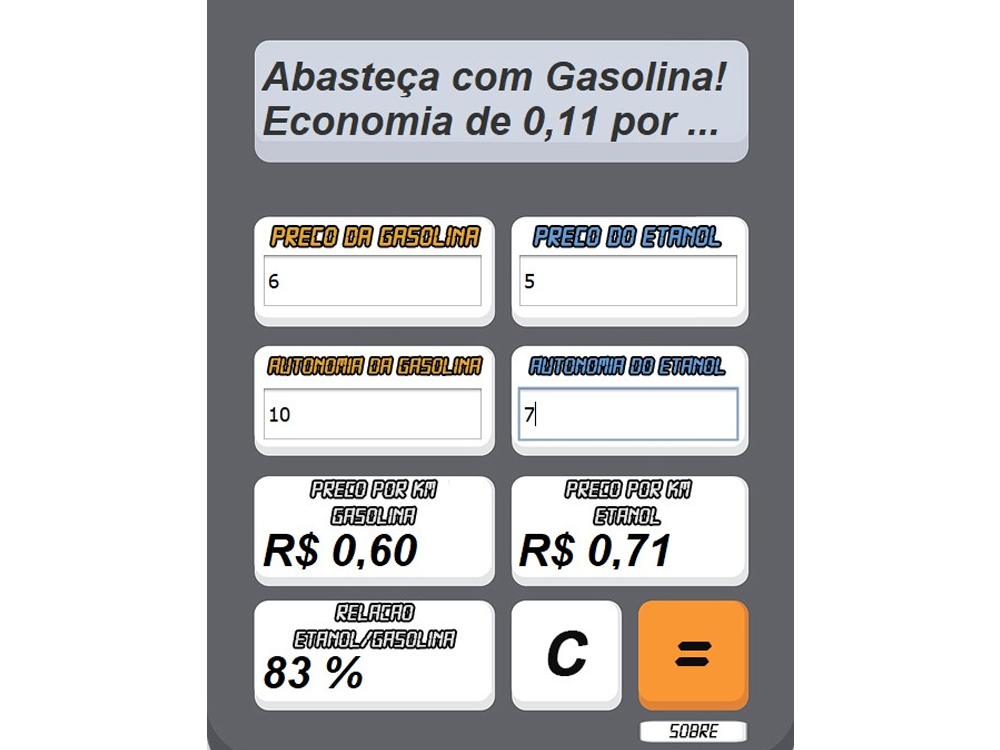 Abasteça com Gasolina!
Economia de 0,11 por ...
PRECO DA GASOLINA
PRECO DO ETANOL
6
5
AUTONOMIA DA GASOLINA
AUTONOMIA DO ETANOL
10
7
PRECO POR KM
GASOLINA
R$ 0,60
PRECO POR KM
ETANOL
R$ 0,71
RELACAO
ETANOL/GASOLINA
83 %
C
=
SOBRE